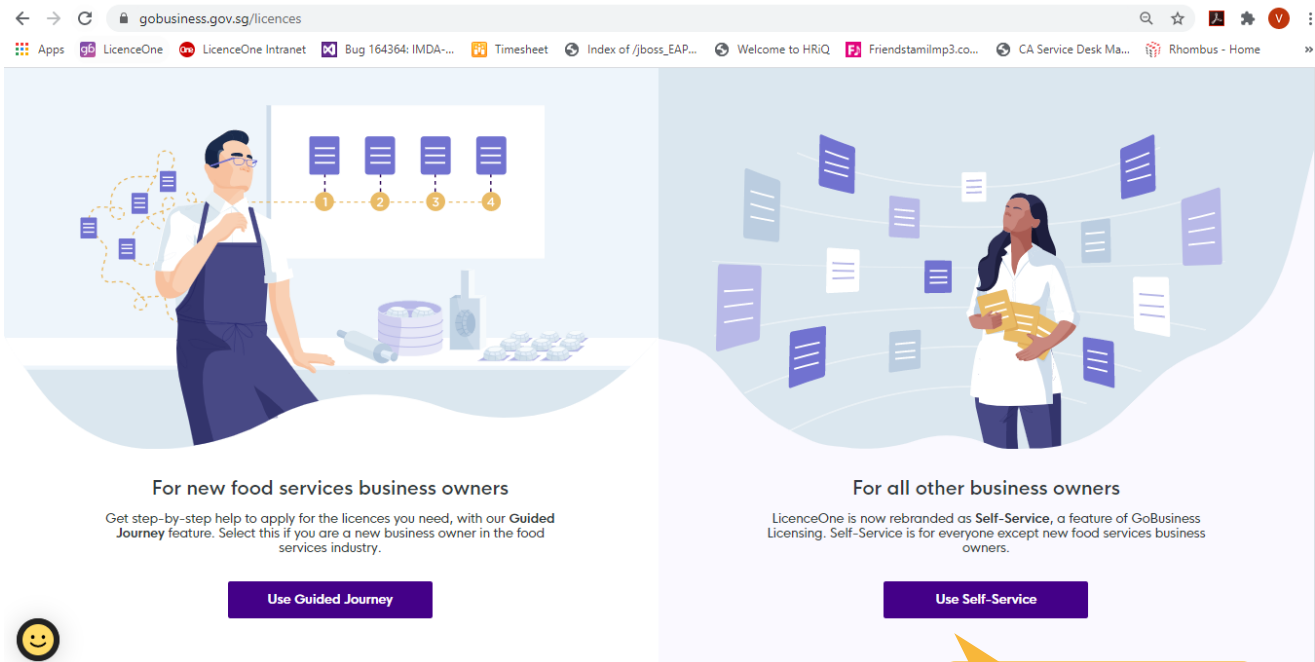 gobusiness.gov.sg/licences
V
Apps
LicenceOne
LicenceOne Intranet
Bug 164364: IMDA-...
Timesheet
Index of /jboss_EAP...
Welcome to HRiQ
Friendstamilmp3.co...
CA Service Desk Ma...
Rhombus - Home
»
1 2 3 4
For new food services business owners
Get step-by-step help to apply for the licences you need, with our Guided
Journey feature. Select this if you are a new business owner in the food
services industry.
Use Guided Journey
For all other business owners
LicenceOne is now rebranded as Self-Service, a feature of GoBusiness
Licensing. Self-Service is for everyone except new food services business
owners.
Use Self-Service